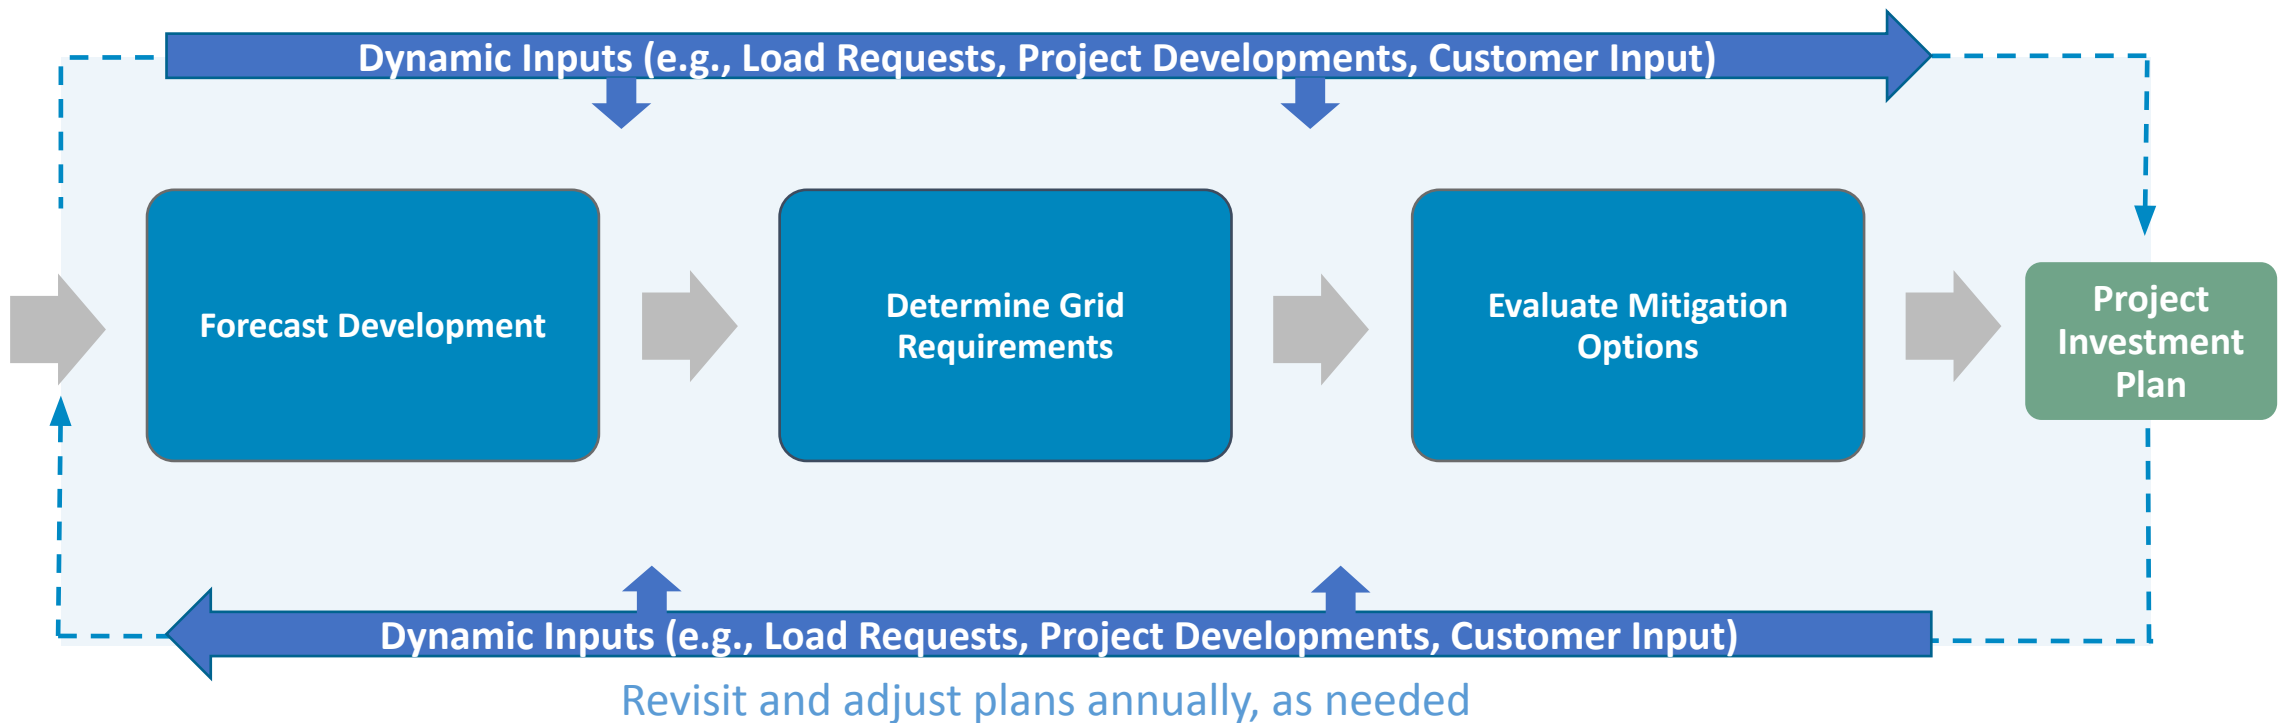 Dynamic Inputs (e.g., Load Requests, Project Developments, Customer Input)
Forecast Development
Determine Grid
Requirements
Evaluate Mitigation
Options
Project
Investment
Plan
Dynamic Inputs (e.g., Load Requests, Project Developments, Customer Input)
Revisit and adjust plans annually, as needed